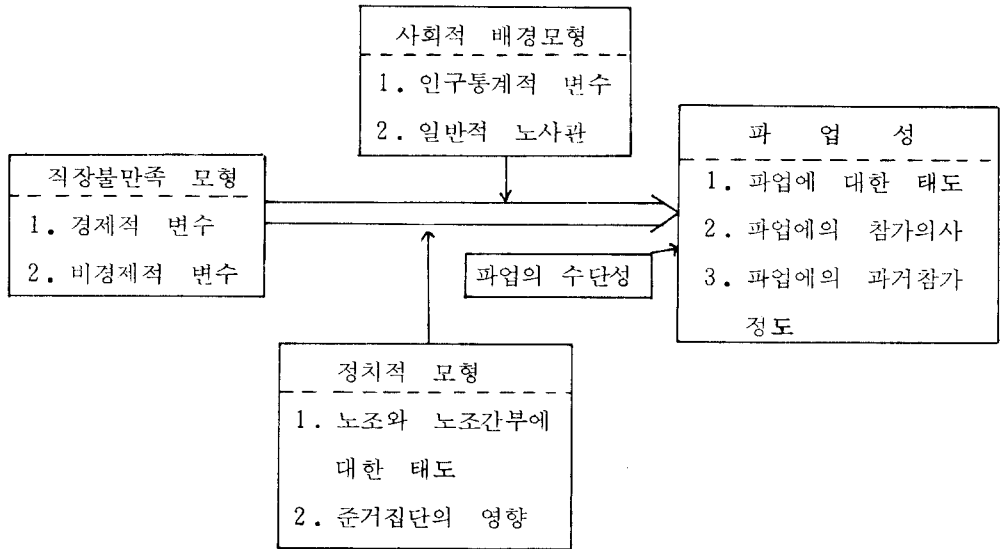 사회적 배경모형
1. 인구통계적 변수
2. 일반적 노사관
직장불만족 모형
1. 경제적 변수
2. 비경제적 변수
파업의 수단성
파 업 성
1. 파업에 대한 태도
2. 파업에의 참가의사
3. 파업에의 과거참가
정도
정치적 모형
1. 노조와 노조간부에
대한 태도
2. 준거집단의 영향